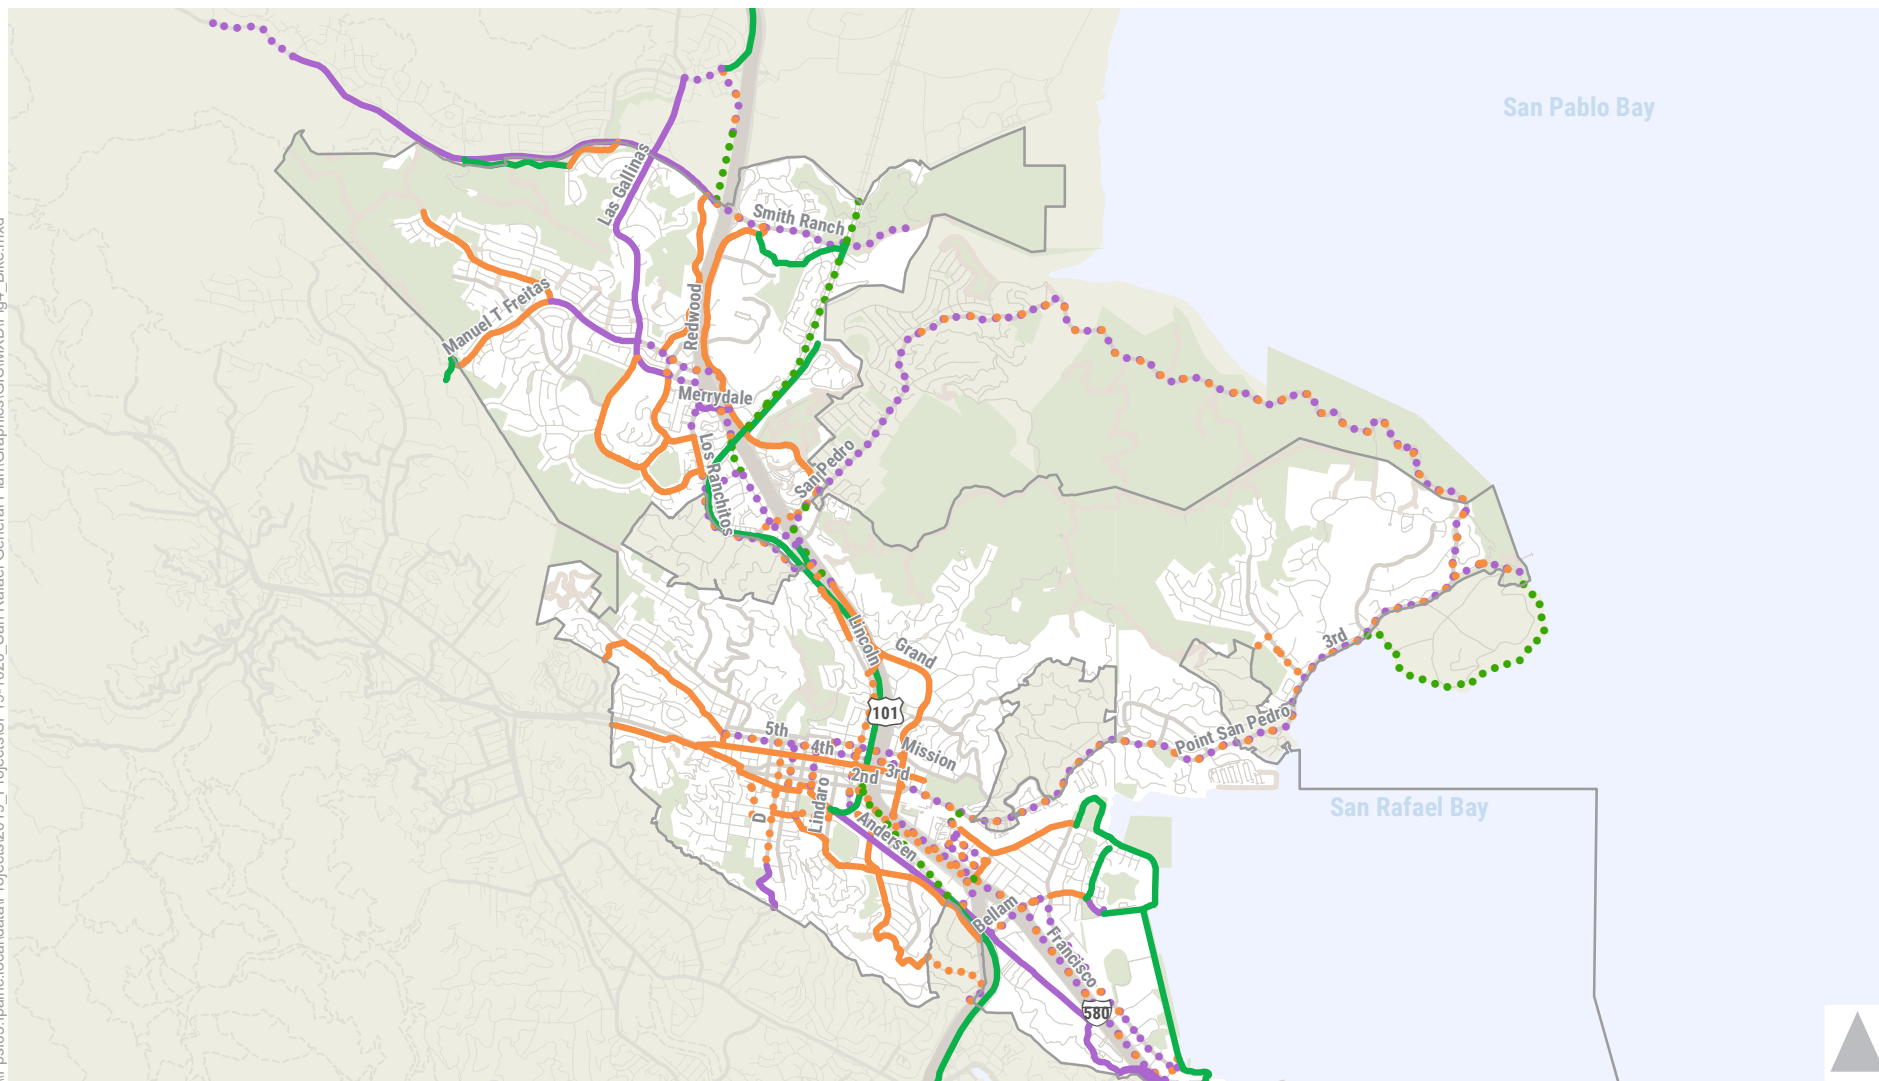 San Pablo Bay
Las Gallinas
Smith Ranch
Redwood
Manuel T Freitas
Merrydale
Los Ranchitos
San Pedro
Lincoln
Grand
3rd
101
Point San Pedro
5th
4th
Mission
2nd
3rd
Lindaro
D
Andersen
San Rafael Bay
Bellam
Francisco
580